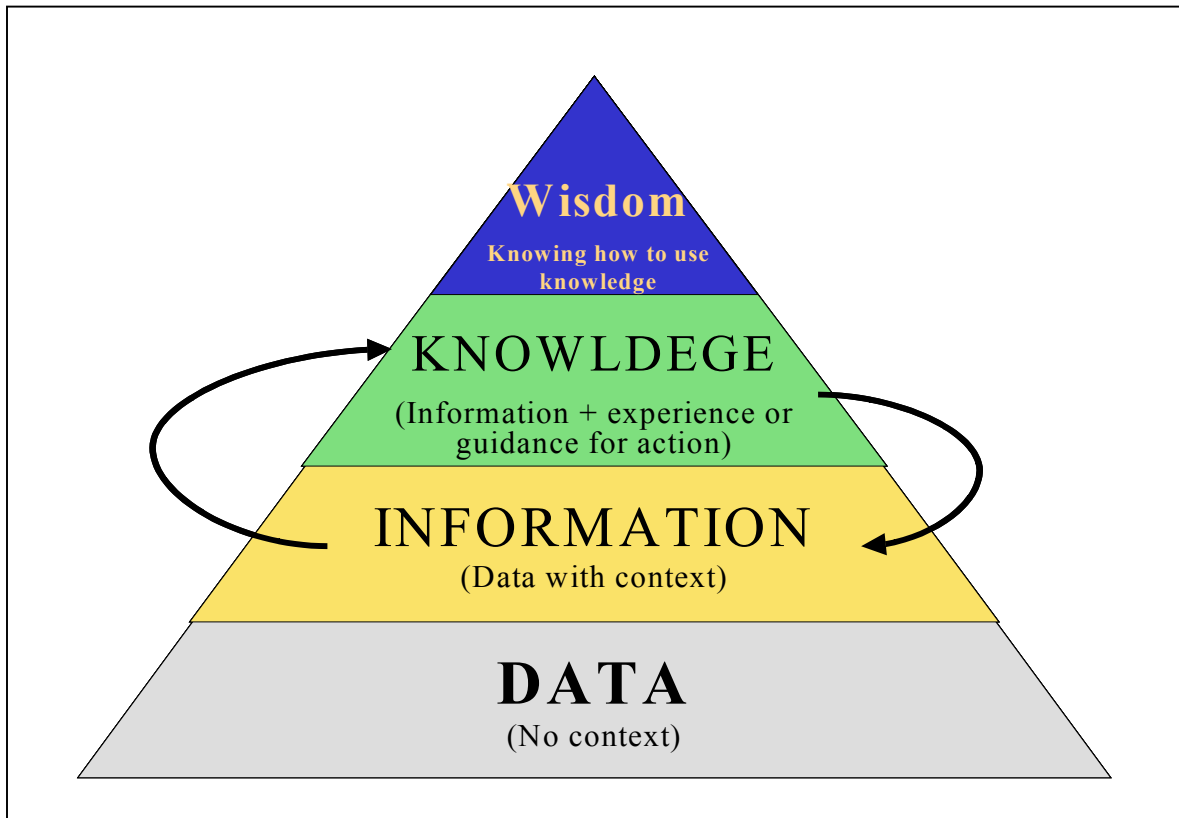 Wisdom
Knowing how to use
knowledge
KNOWLDEGE
(Information + experience or
guidance for action)
INFORMATION
(Data with context)
DATA
(No context)